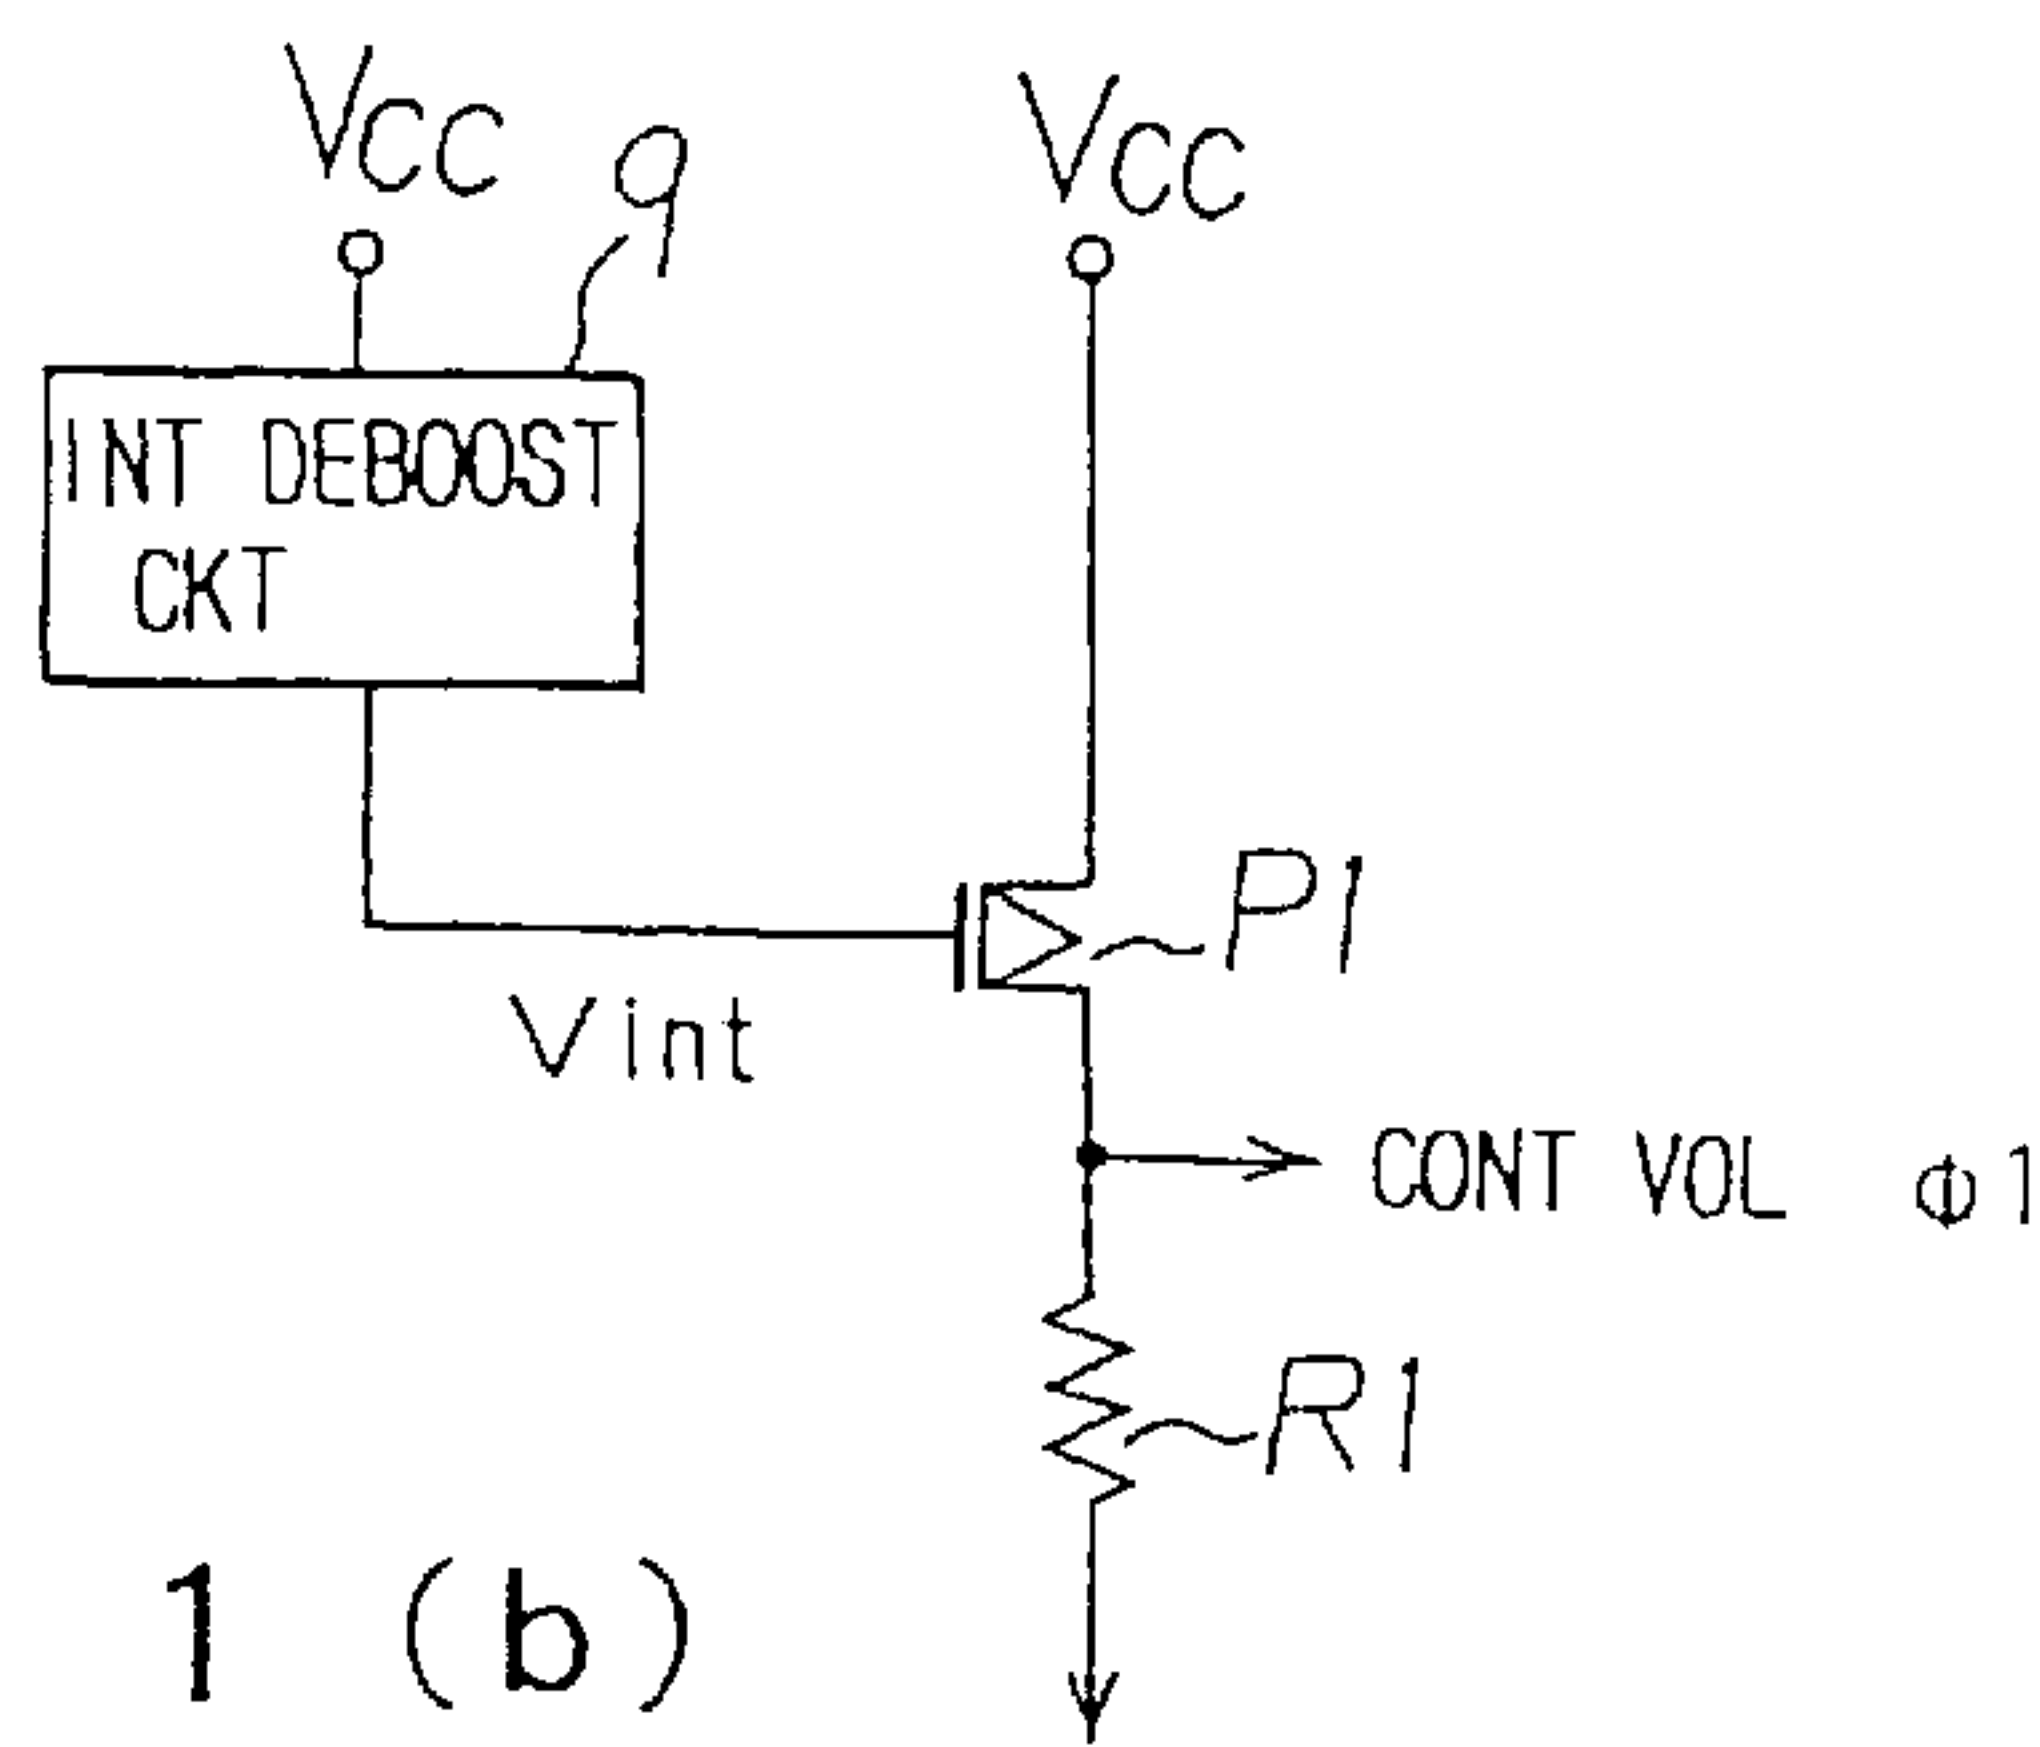 VCC
9
VCC
INT DEBOOST
CKT
P1
Vint
CONT VOL φ1
R1
1 (b)